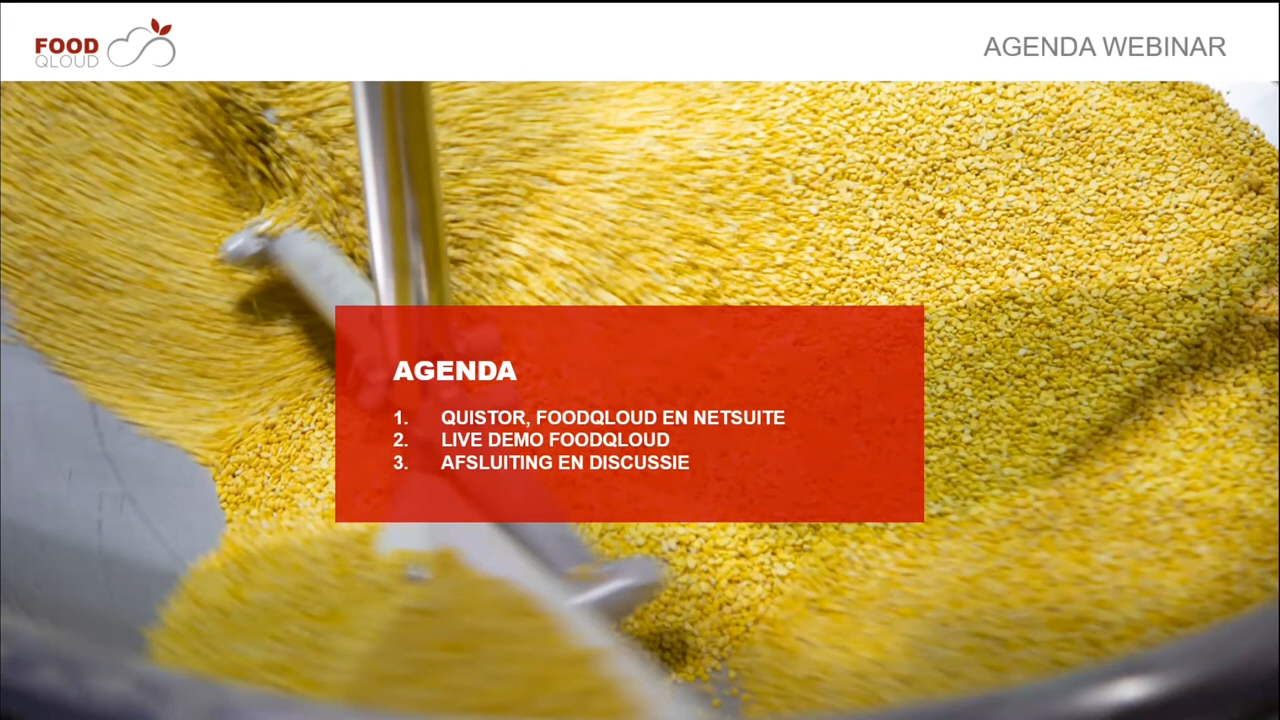 FOOD
QLOUD
AGENDA WEBINAR
AGENDA
1. QUISTOR, FOODQLOUD EN NETSUITE
2. LIVE DEMO FOODQLOUD
3. AFSLUITING EN DISCUSSIE